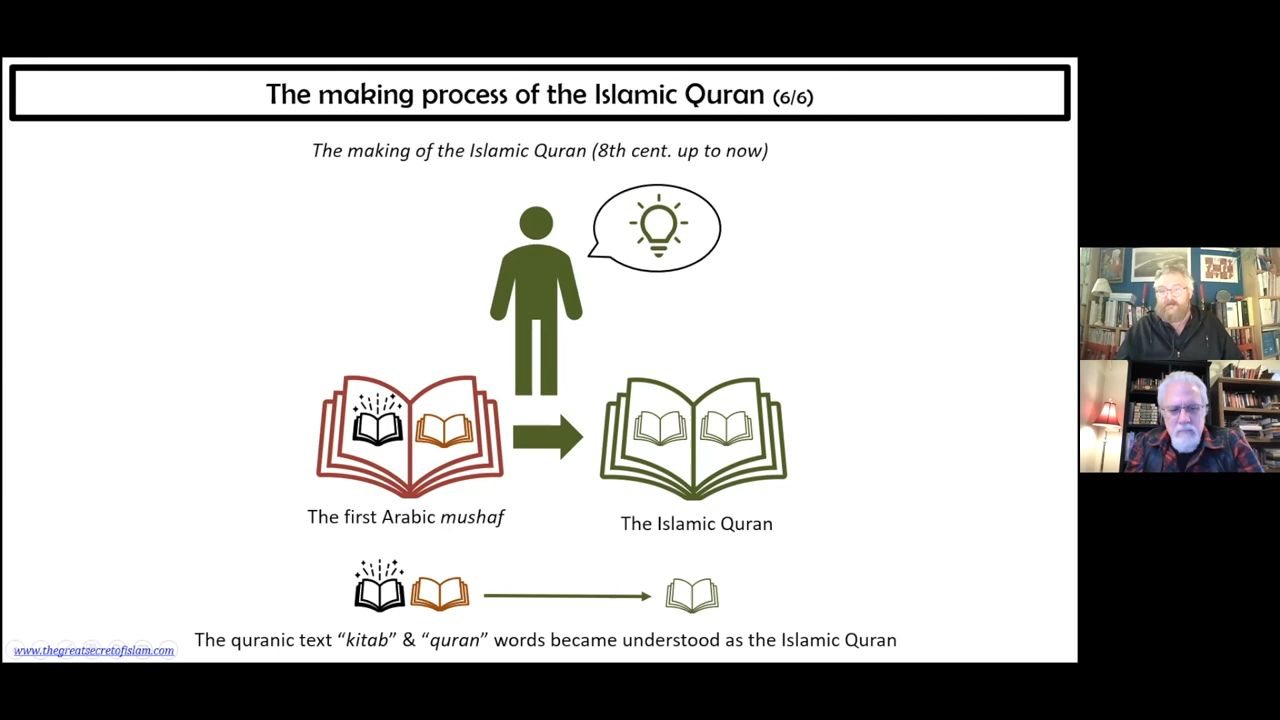 The making process of the Islamic Quran (6/6)
The making of the Islamic Quran (8th cent. up to now)
The first Arabic mushaf
The Islamic Quran
The quranic text “kitab” & “quran” words became understood as the Islamic Quran
www.thegreatsecretofislam.com